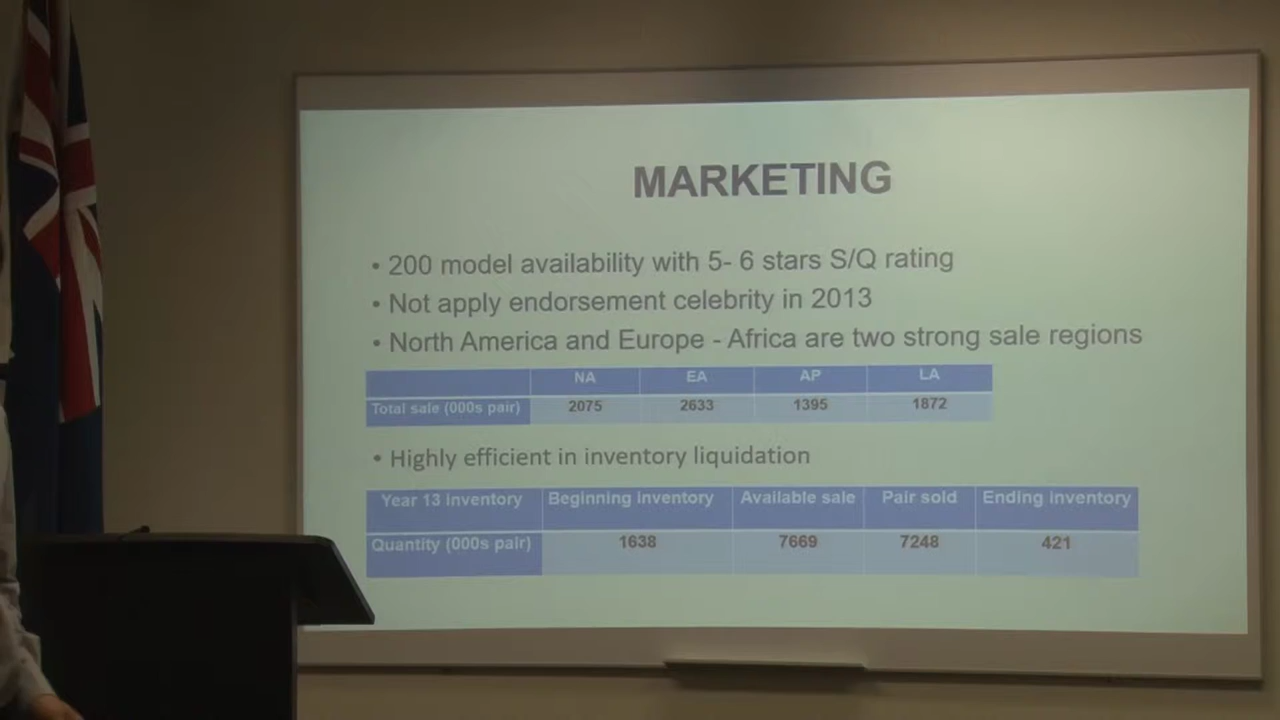 MARKETING
• 200 model availability with 5- 6 stars S/Q rating
• Not apply endorsement celebrity in 2013
• North America and Europe - Africa are two strong sale regions
NA EA AP LA
Total sale (000s pair) 2075 2633 1395 1872
• Highly efficient in inventory liquidation
Year 13 inventory Beginning inventory Available sale Pair sold Ending inventory
Quantity (000s pair) 1638 7669 7248 421